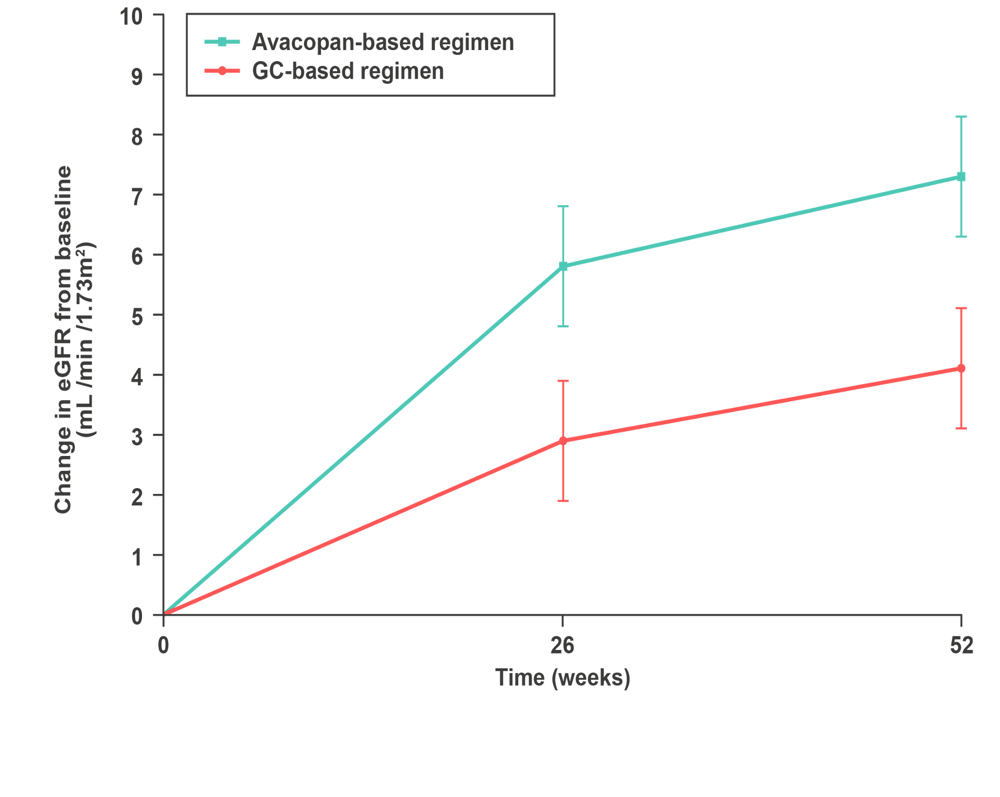 10
9
8
7
6
5
4
3
2
1
0
Avacopan-based regimen
GC-based regimen
Change in eGFR from baseline
(mL /min /1.73m²)
0
26
52
Time (weeks)